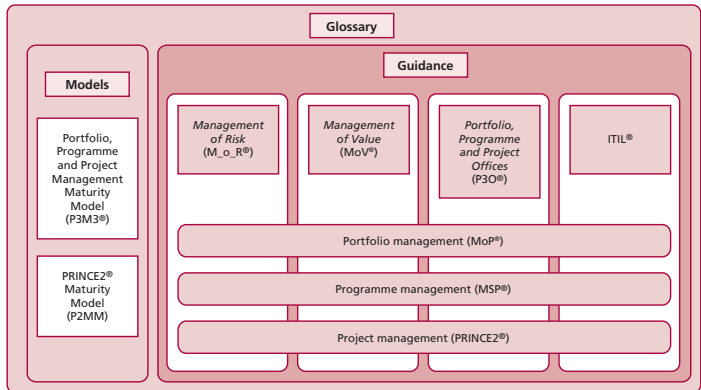 Glossary
Models
Portfolio,
Programme
and Project
Management
Maturity
Model
(P3M3®)
PRINCE2®
Maturity
Model
(P2MM)
Guidance
Management
of Risk
(M_o_R®)
Management
of Value
(MoV®)
Portfolio,
Programme
and Project
Offices
(P3O®)
ITIL®
Portfolio management (MoP®)
Programme management (MSP®)
Project management (PRINCE2®)